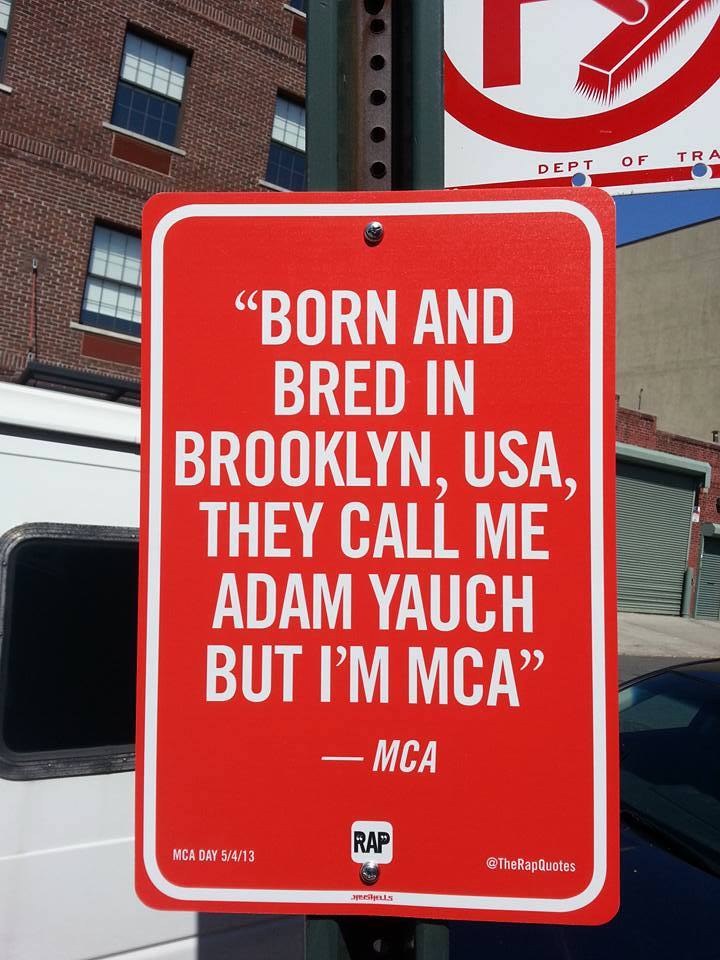 DEPT OF TRA
“BORN AND
BRED IN
BROOKLYN, USA,
THEY CALL ME
ADAM YAUCH
BUT I’M MCA”
— MCA
RAP
MCA DAY 5/4/13
@TheRapQuotes